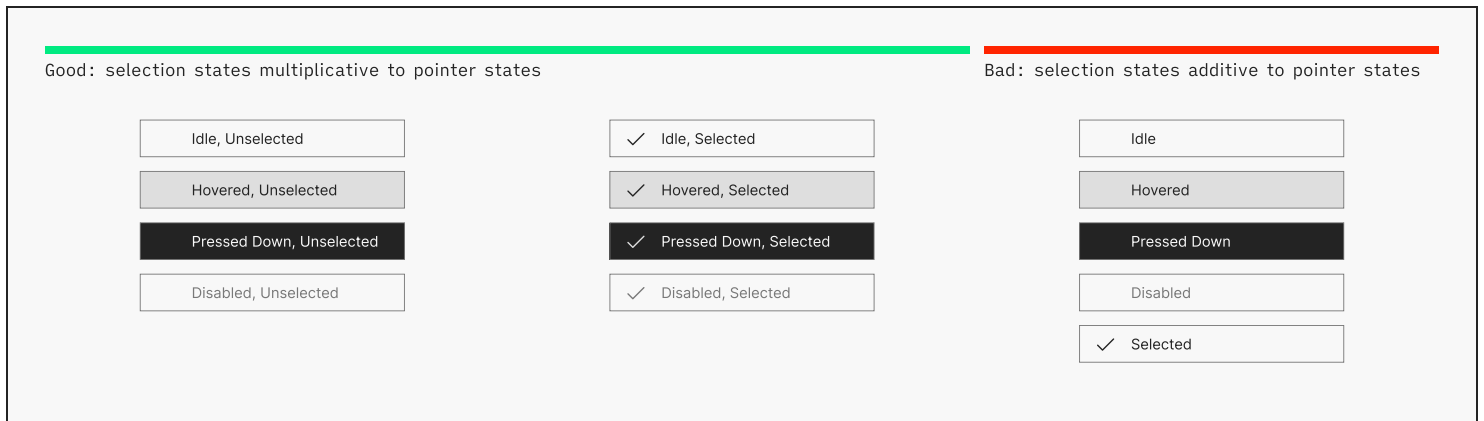 Good: selection states multiplicative to pointer states
Idle, Unselected
Hovered, Unselected
Pressed Down, Unselected
Disabled, Unselected
Idle, Selected
Hovered, Selected
Pressed Down, Selected
Disabled, Selected
Bad: selection states additive to pointer states
Idle
Hovered
Pressed Down
Disabled
Selected